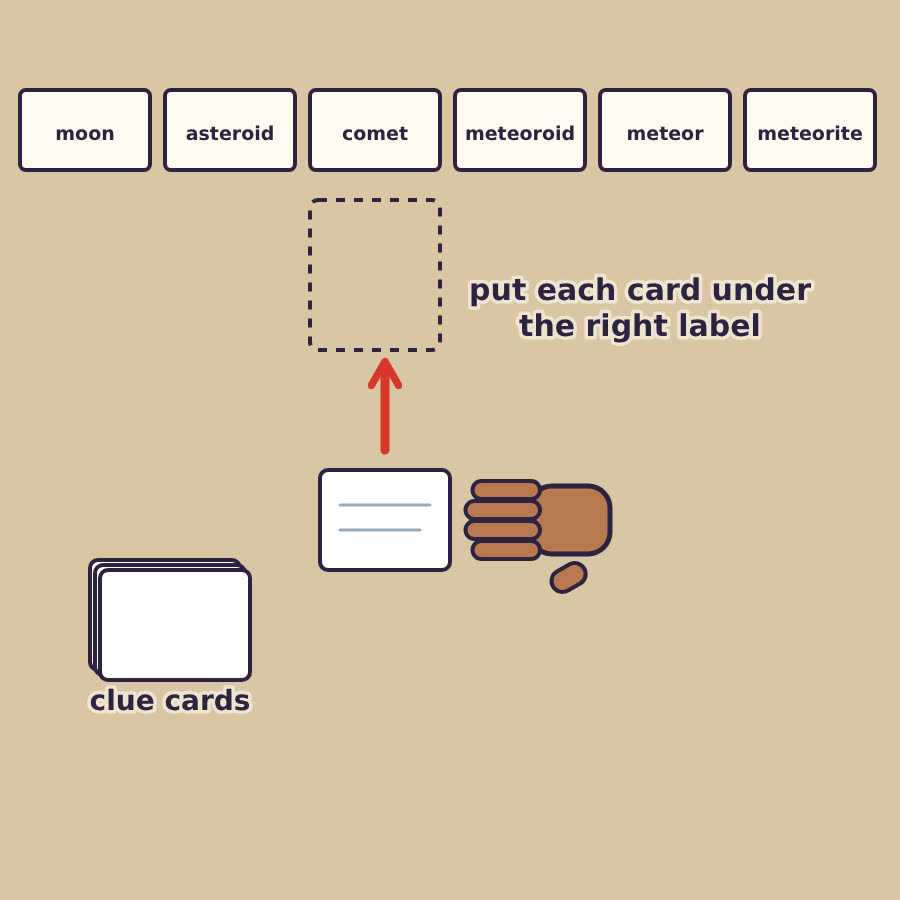 moon
asteroid
comet
meteoroid
meteor
meteorite
put each card under
the right label
clue cards